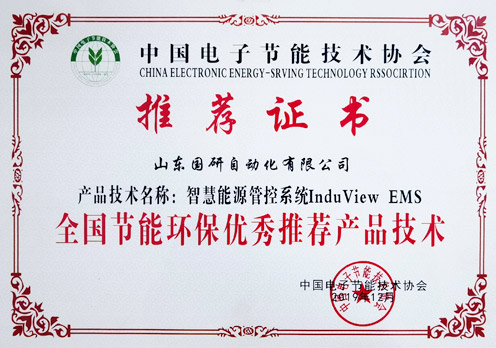 中国电子节能技术协会
CHINA ELECTRONIC ENERGY-SRVING TECHNOLOGY RSSOCIRTION
推荐证书
山东国研自动化有限公司
产品技术名称：智慧能源管控系统InduView EMS
全国节能环保优秀推荐产品技术
中国电子节能技术协会
2019年12月